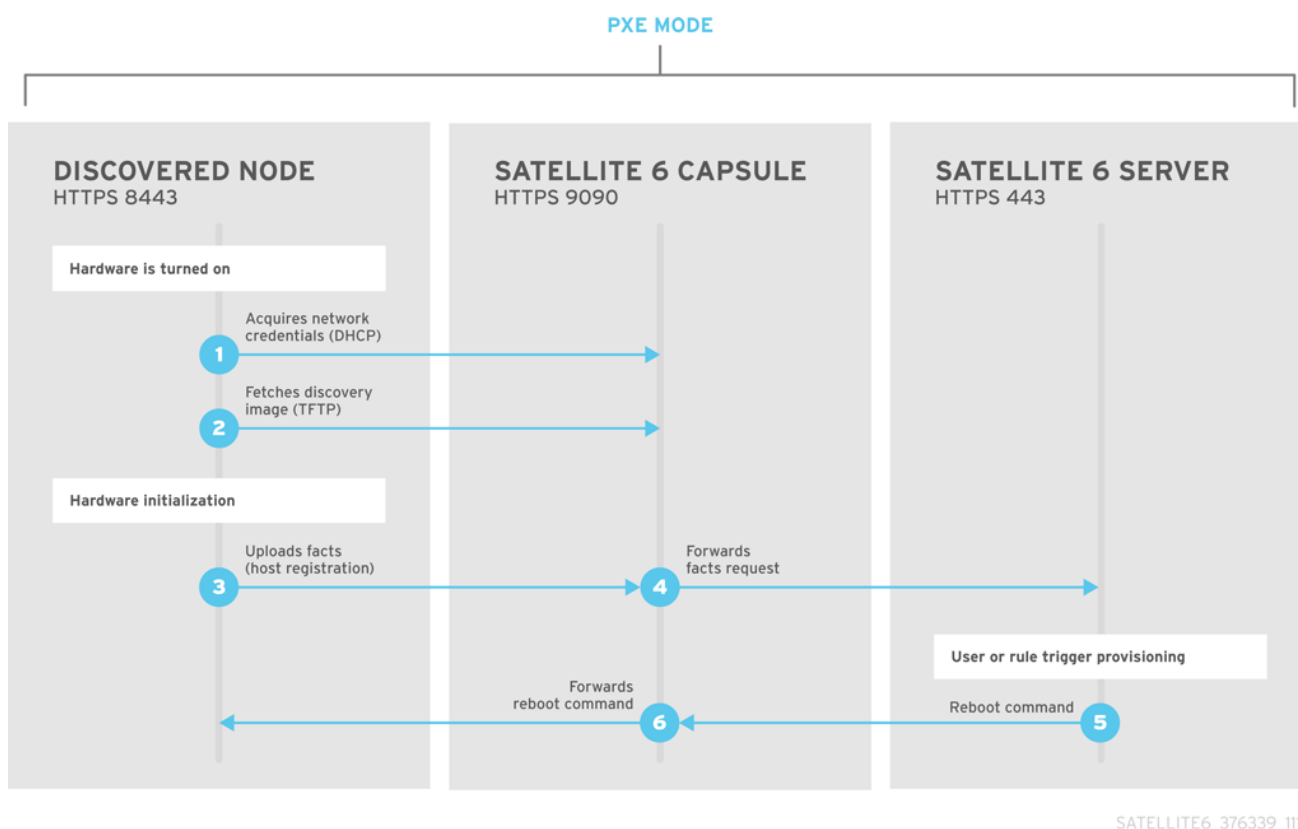 PXE MODE
DISCOVERED NODE
HTTPS 8443
Hardware is turned on
Acquires network
credentials (DHCP)
1
Fetches discovery
image (TFTP)
2
Hardware initialization
Uploads facts
(host registration)
3
SATELLITE 6 CAPSULE
HTTPS 9090
Forwards
facts request
4
Forwards
reboot command
6
SATELLITE 6 SERVER
HTTPS 443
User or rule trigger provisioning
Reboot command
5
SATELLITE6_376339_11